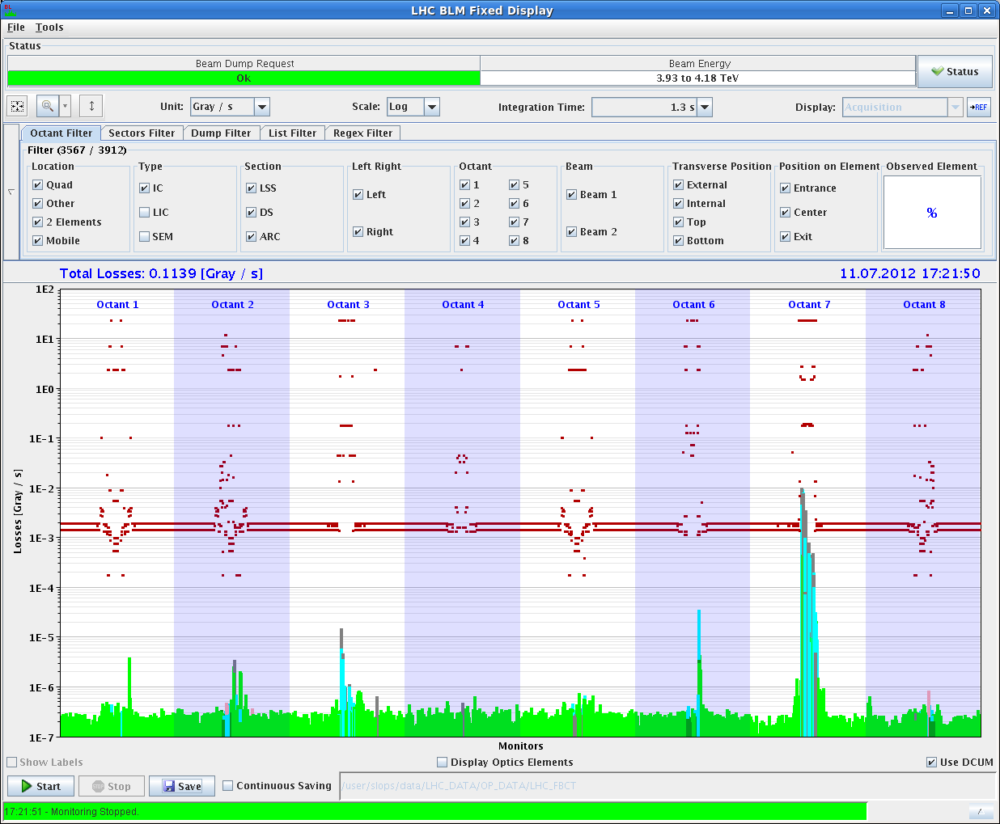 BL
LHC BLM Fixed Display
File Tools
Status
Beam Dump Request Beam Energy
Ok 3.93 to 4.18 TeV
Status
Unit: Gray / s Scale: Log Integration Time: 1.3 s Display: Acquisition →REF
Octant Filter Sectors Filter Dump Filter List Filter Regex Filter
Filter (3567 / 3912)
Location Type Section Left Right Octant Beam Transverse Position Position on Element Observed Element
Quad IC LSS Left 1 5 Beam 1 External Entrance %
Other LIC DS 2 6 Internal Center
2 Elements SEM ARC Right 3 7 Beam 2 Top Exit
Mobile 4 8 Bottom
Total Losses: 0.1139 [Gray / s] 11.07.2012 17:21:50
1E2
Octant 1 Octant 2 Octant 3 Octant 4 Octant 5 Octant 6 Octant 7 Octant 8
1E1
1E0
1E-1
1E-2
1E-3
1E-4
1E-5
1E-6
1E-7
Losses [Gray / s]
Monitors
Show Labels Display Optics Elements Use DCUM
Start STOP Stop Save Continuous Saving /user/slops/data/LHC_DATA/OP_DATA/LHC_FBCT
17:21:51 - Monitoring Stopped.